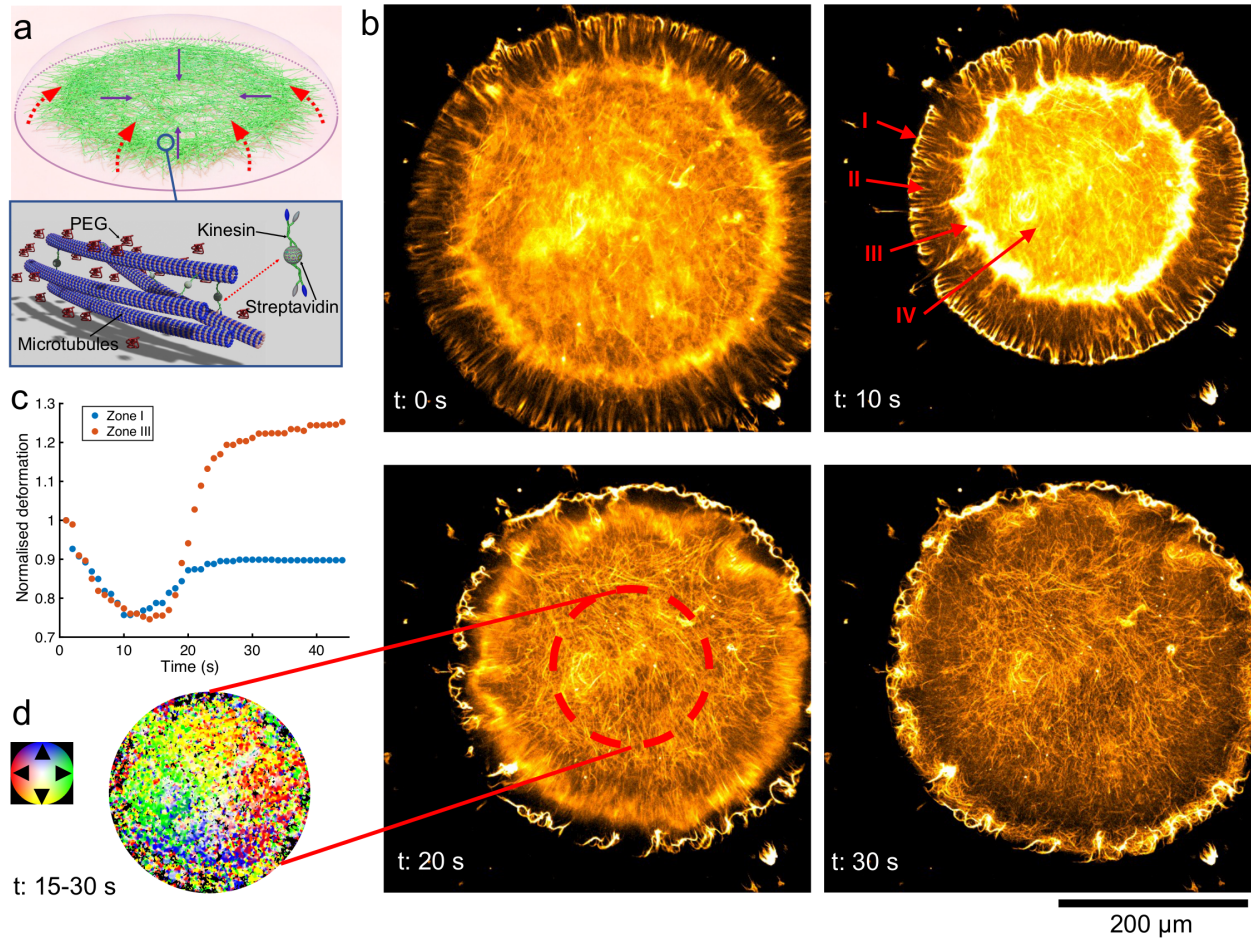 a
PEG
Kinesin
Streptavidin
Microtubules
b
t: 0 s
I
II
III
IV
t: 10 s
c
1.3
1.2
1.1
1
0.9
0.8
0.7
Normalised deformation
Zone I
Zone III
0
10
20
30
40
Time (s)
d
t: 15-30 s
t: 20 s
t: 30 s
200 µm